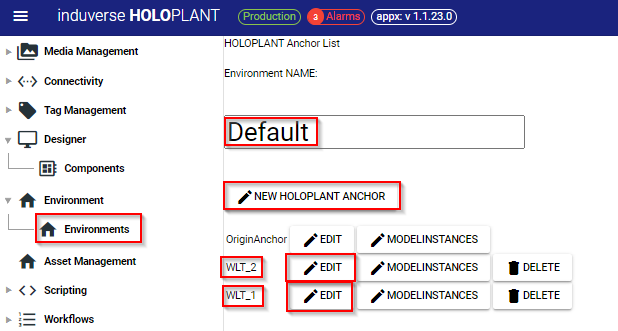 induverse HOLOPLANT
Production
3 Alarms
appx: v 1.1.23.0
Media Management
Connectivity
Tag Management
Designer
Components
Environment
Environments
Asset Management
Scripting
Workflows
HOLOPLANT Anchor List
Environment NAME:
Default
NEW HOLOPLANT ANCHOR
OriginAnchor EDIT MODELINSTANCES
WLT_2 EDIT MODELINSTANCES DELETE
WLT_1 EDIT MODELINSTANCES DELETE